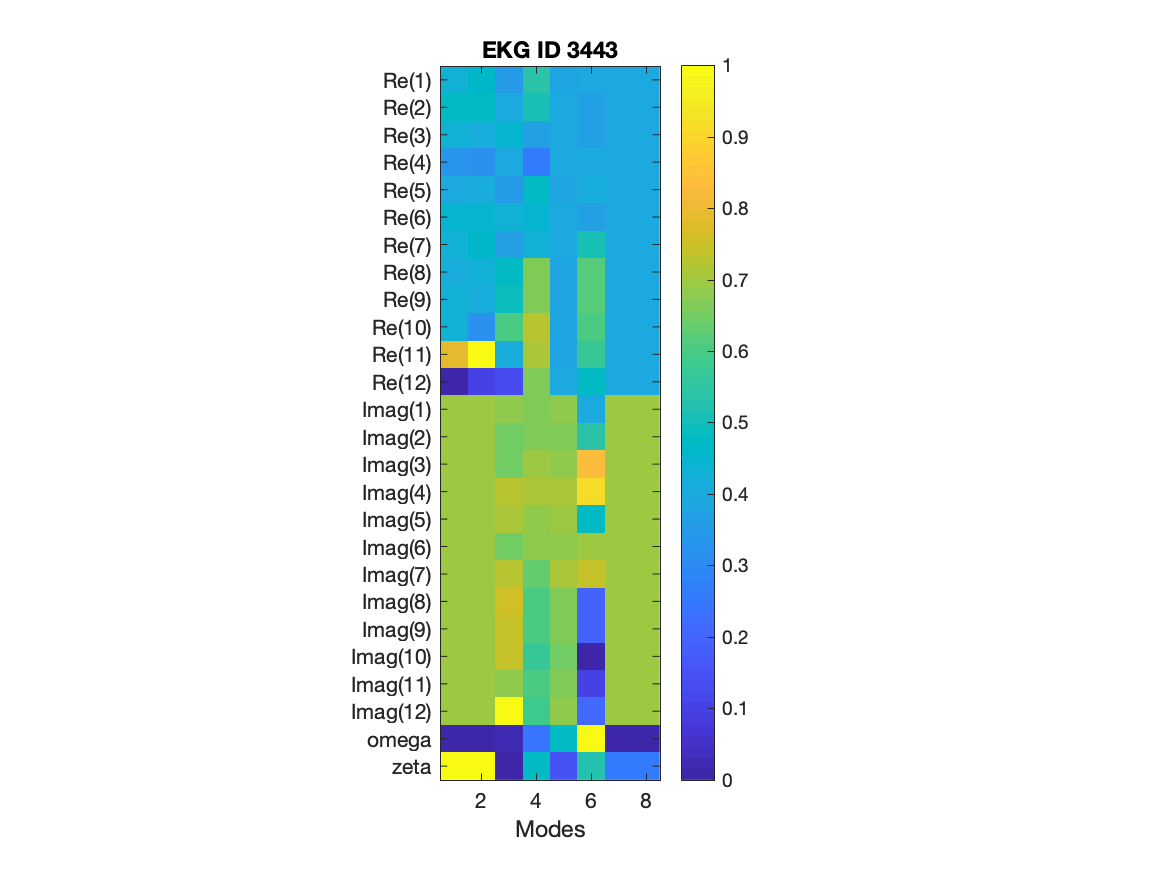 EKG ID 3443
Re(1)
Re(2)
Re(3)
Re(4)
Re(5)
Re(6)
Re(7)
Re(8)
Re(9)
Re(10)
Re(11)
Re(12)
Imag(1)
Imag(2)
Imag(3)
Imag(4)
Imag(5)
Imag(6)
Imag(7)
Imag(8)
Imag(9)
Imag(10)
Imag(11)
Imag(12)
omega
zeta
2 4 6 8
Modes
1
0.9
0.8
0.7
0.6
0.5
0.4
0.3
0.2
0.1
0